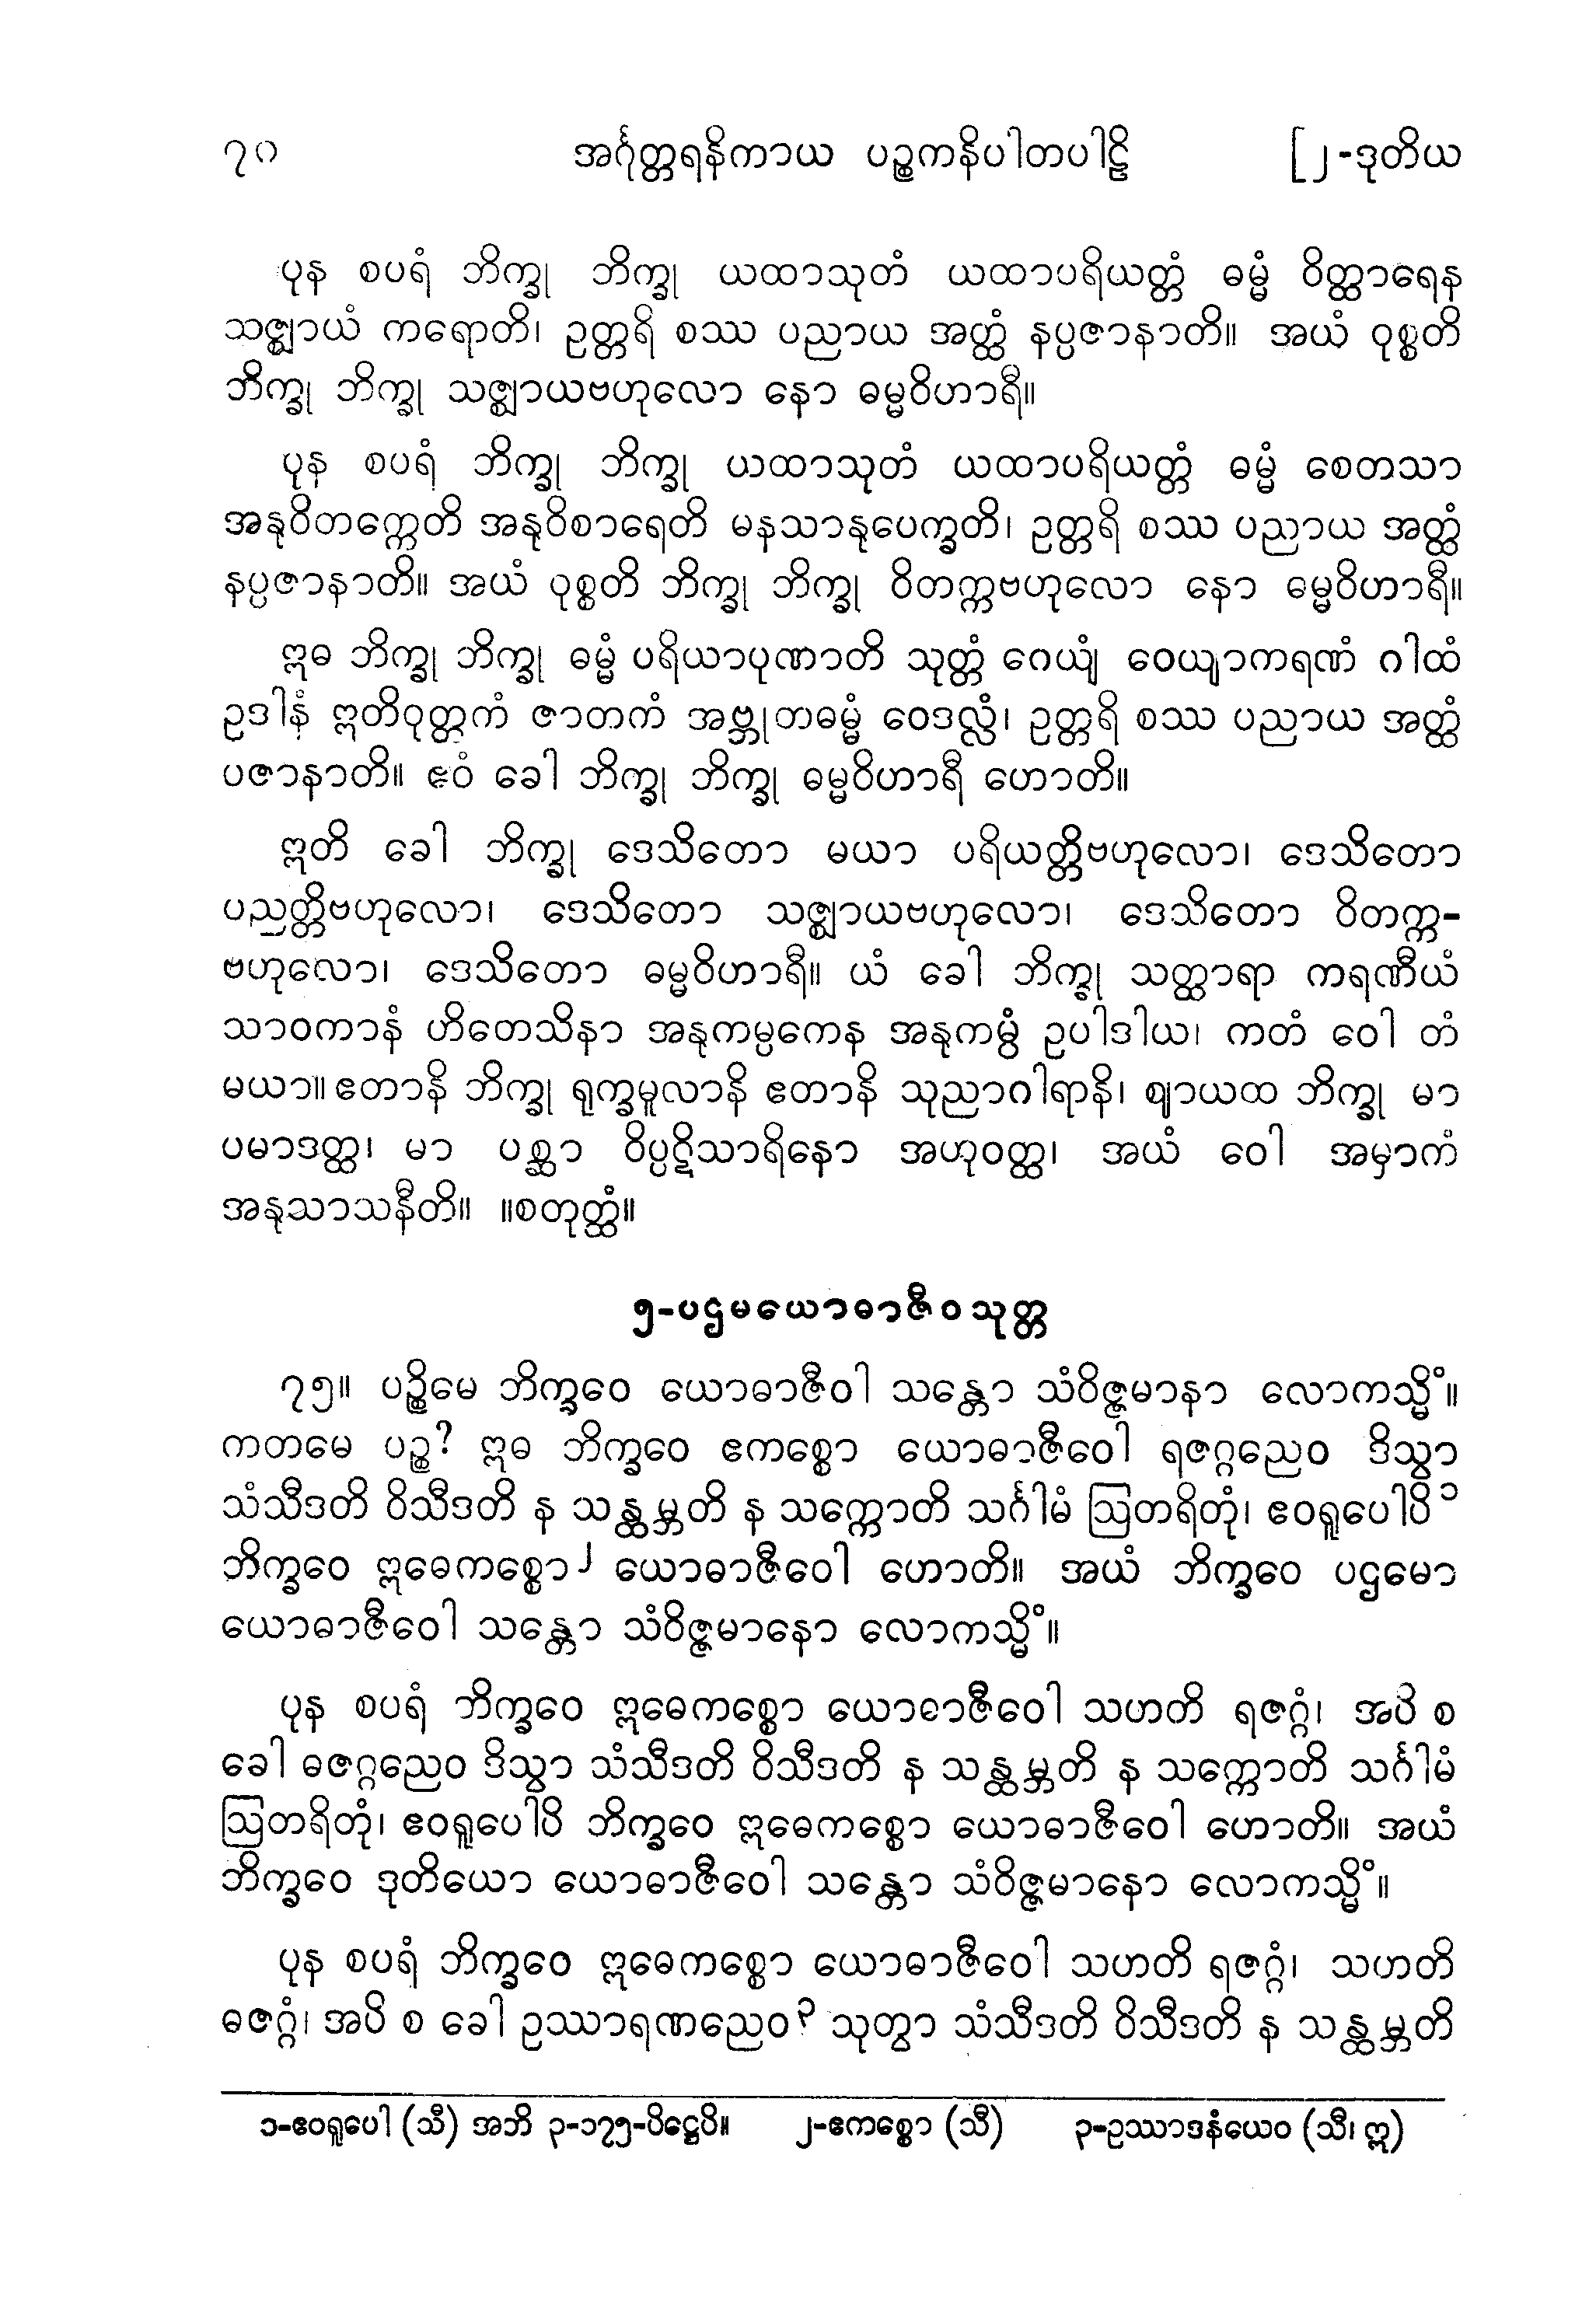 ၇၀ အင်္ဂုတ္တရနိကာယ ပဉ္စကနိပါတပါဠိ [၂-ဒုတိယ
ပုန စပရံ ဘိက္ခု ဘိက္ခု ယထာသုတံ ယထာပရိယတ္တံ ဓမ္မံ ဝိတ္ထာရေန
သဇ္ဈာယံ ကရောတိ၊ ဥတ္တရိ စဿ ပညာယ အတ္ထံ နပ္ပဇာနာတိ။ အယံ ဝုစ္စတိ
ဘိက္ခု ဘိက္ခု သဇ္ဈာယဗဟုလော နော ဓမ္မဝိဟာရီ။
ပုန စပရံ ဘိက္ခု ဘိက္ခု ယထာသုတံ ယထာပရိယတ္တံ ဓမ္မံ စေတသာ
အနုဝိတက္ကေတိ အနုဝိစာရေတိ မနသာနုပေက္ခတိ၊ ဥတ္တရိ စဿ ပညာယ အတ္ထံ
နပ္ပဇာနာတိ။ အယံ ဝုစ္စတိ ဘိက္ခု ဘိက္ခု ဝိတက္ကဗဟုလော နော ဓမ္မဝိဟာရီ။
ဣဓ ဘိက္ခု ဘိက္ခု ဓမ္မံ ပရိယာပုဏာတိ သုတ္တံ ဂေယျံ ဝေယျာကရဏံ ဂါထံ
ဥဒါနံ ဣတိဝုတ္တကံ ဇာတကံ အဗ္ဘုတဓမ္မံ ဝေဒလ္လံ၊ ဥတ္တရိ စဿ ပညာယ အတ္ထံ
ပဇာနာတိ။ ဧဝံ ခေါ ဘိက္ခု ဘိက္ခု ဓမ္မဝိဟာရီ ဟောတိ။
ဣတိ ခေါ ဘိက္ခု ဒေသိတော မယာ ပရိယတ္တိဗဟုလော၊ ဒေသိတော
ပညတ္တိဗဟုလော၊ ဒေသိတော သဇ္ဈာယဗဟုလော၊ ဒေသိတော ဝိတက္က-
ဗဟုလော၊ ဒေသိတော ဓမ္မဝိဟာရီ။ ယံ ခေါ ဘိက္ခု သတ္ထာရာ ကရဏီယံ
သာဝကာနံ ဟိတေသိနာ အနုကမ္ပကေန အနုကမ္ပံ ဥပါဒါယ၊ ကတံ ဝေါ တံ
မယာ။ ဧတာနိ ဘိက္ခု ရုက္ခမူလာနိ ဧတာနိ သုညာဂါရာနိ၊ ဈာယထ ဘိက္ခု မာ
ပမာဒတ္ထ၊ မာ ပစ္ဆာ ဝိပ္ပဋိသာရိနော အဟုဝတ္ထ၊ အယံ ဝေါ အမှာကံ
အနုသာသနီတိ။ ။စတုတ္ထံ။
၅-ပဌမယောဓာဇီဝသုတ္တ
၇၅။ ပဉ္စိမေ ဘိက္ခဝေ ယောဓာဇီဝါ သန္တော သံဝိဇ္ဇမာနာ လောကသ္မိံ။
ကတမေ ပဉ္စ? ဣဓ ဘိက္ခဝေ ဧကစ္စော ယောဓာဇီဝေါ ရဇဂ္ဂညေဝ ဒိသွာ
သံသီဒတိ ဝိသီဒတိ န သန္ထမ္ဘတိ န သက္ကောတိ သင်္ဂါမံ ဩတရိတုံ၊ ဧဝရူပေါပိ ၁
ဘိက္ခဝေ ဣဓေကစ္စော ၂ ယောဓာဇီဝေါ ဟောတိ။ အယံ ဘိက္ခဝေ ပဌမော
ယောဓာဇီဝေါ သန္တော သံဝိဇ္ဇမာနော လောကသ္မိံ။
ပုန စပရံ ဘိက္ခဝေ ဣဓေကစ္စော ယောဓာဇီဝေါ သဟတိ ရဇဂ္ဂံ၊ အပိ စ
ခေါ ဓဇဂ္ဂညေဝ ဒိသွာ သံသီဒတိ ဝိသီဒတိ န သန္ထမ္ဘတိ န သက္ကောတိ သင်္ဂါမံ
ဩတရိတုံ၊ ဧဝရူပေါပိ ဘိက္ခဝေ ဣဓေကစ္စော ယောဓာဇီဝေါ ဟောတိ။ အယံ
ဘိက္ခဝေ ဒုတိယော ယောဓာဇီဝေါ သန္တော သံဝိဇ္ဇမာနော လောကသ္မိံ။
ပုန စပရံ ဘိက္ခဝေ ဣဓေကစ္စော ယောဓာဇီဝေါ သဟတိ ရဇဂ္ဂံ၊ သဟတိ
ဓဇဂ္ဂံ၊ အပိ စ ခေါ ဥဿာရဏညေဝ ၃ သုတွာ သံသီဒတိ ဝိသီဒတိ န သန္ထမ္ဘတိ
၁-ဧဝရူပေါ (သီ) အဘိ ၃-၁၇၅-ပိဋ္ဌေပိ။ ၂-ဧကစ္စော (သီ) ၃-ဥဿာဒနံယေဝ (သီ၊ ဣ)